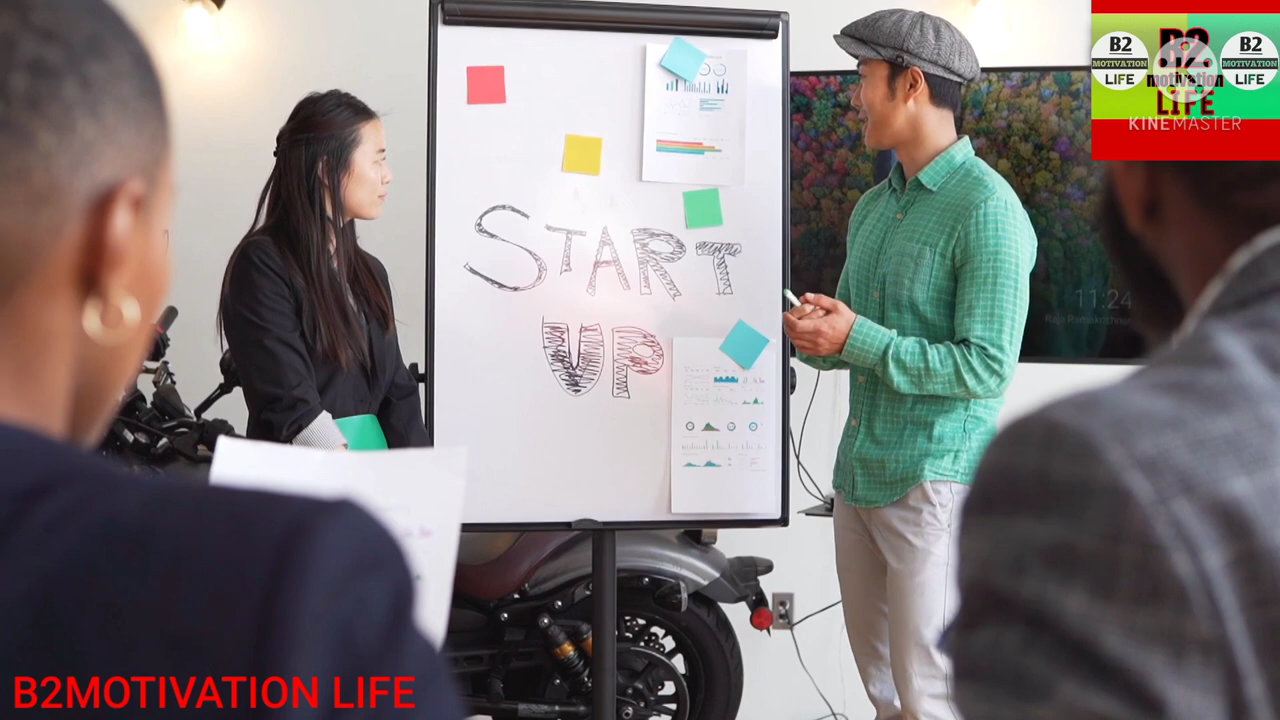 B2
MOTIVATION
LIFE
B2
motivation
LIFE
B2
MOTIVATION
LIFE
KINEMASTER
START
UP
11:24
B2MOTIVATION LIFE